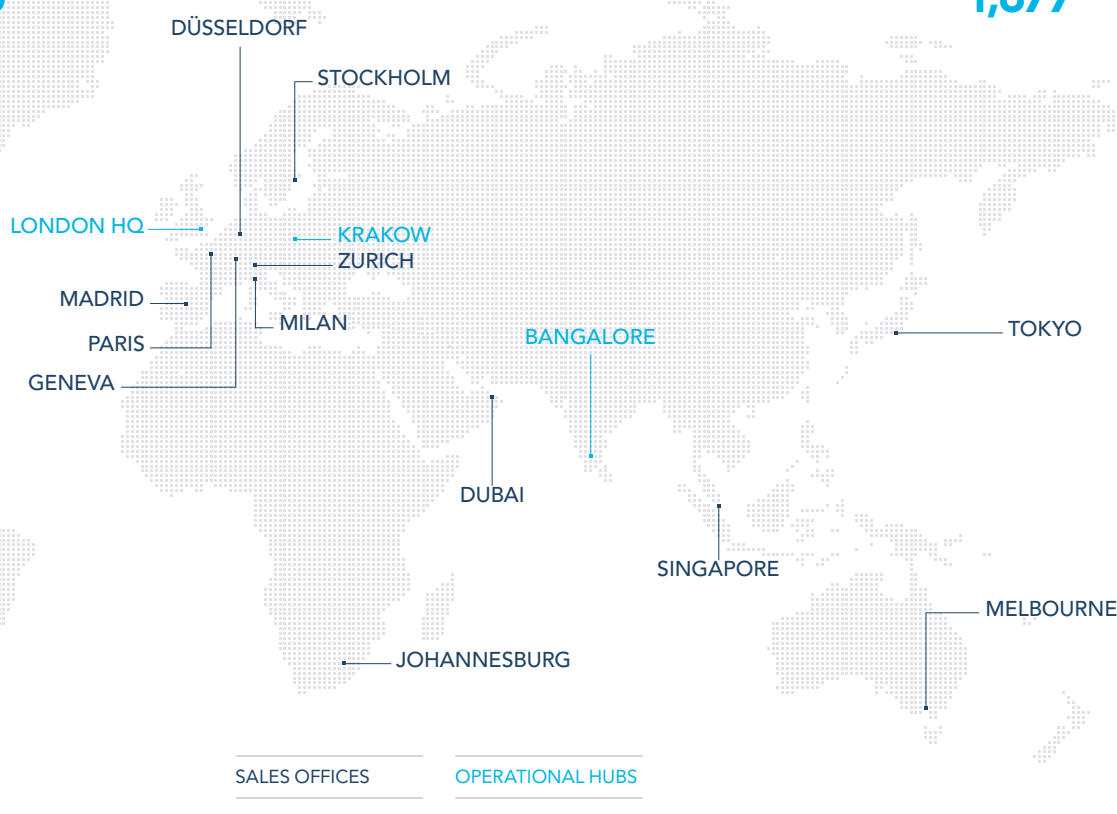 DÜSSELDORF
STOCKHOLM
LONDON HQ
KRAKOW
ZURICH
MADRID
MILAN
PARIS
BANGALORE
TOKYO
GENEVA
DUBAI
SINGAPORE
MELBOURNE
JOHANNESBURG
SALES OFFICES
OPERATIONAL HUBS